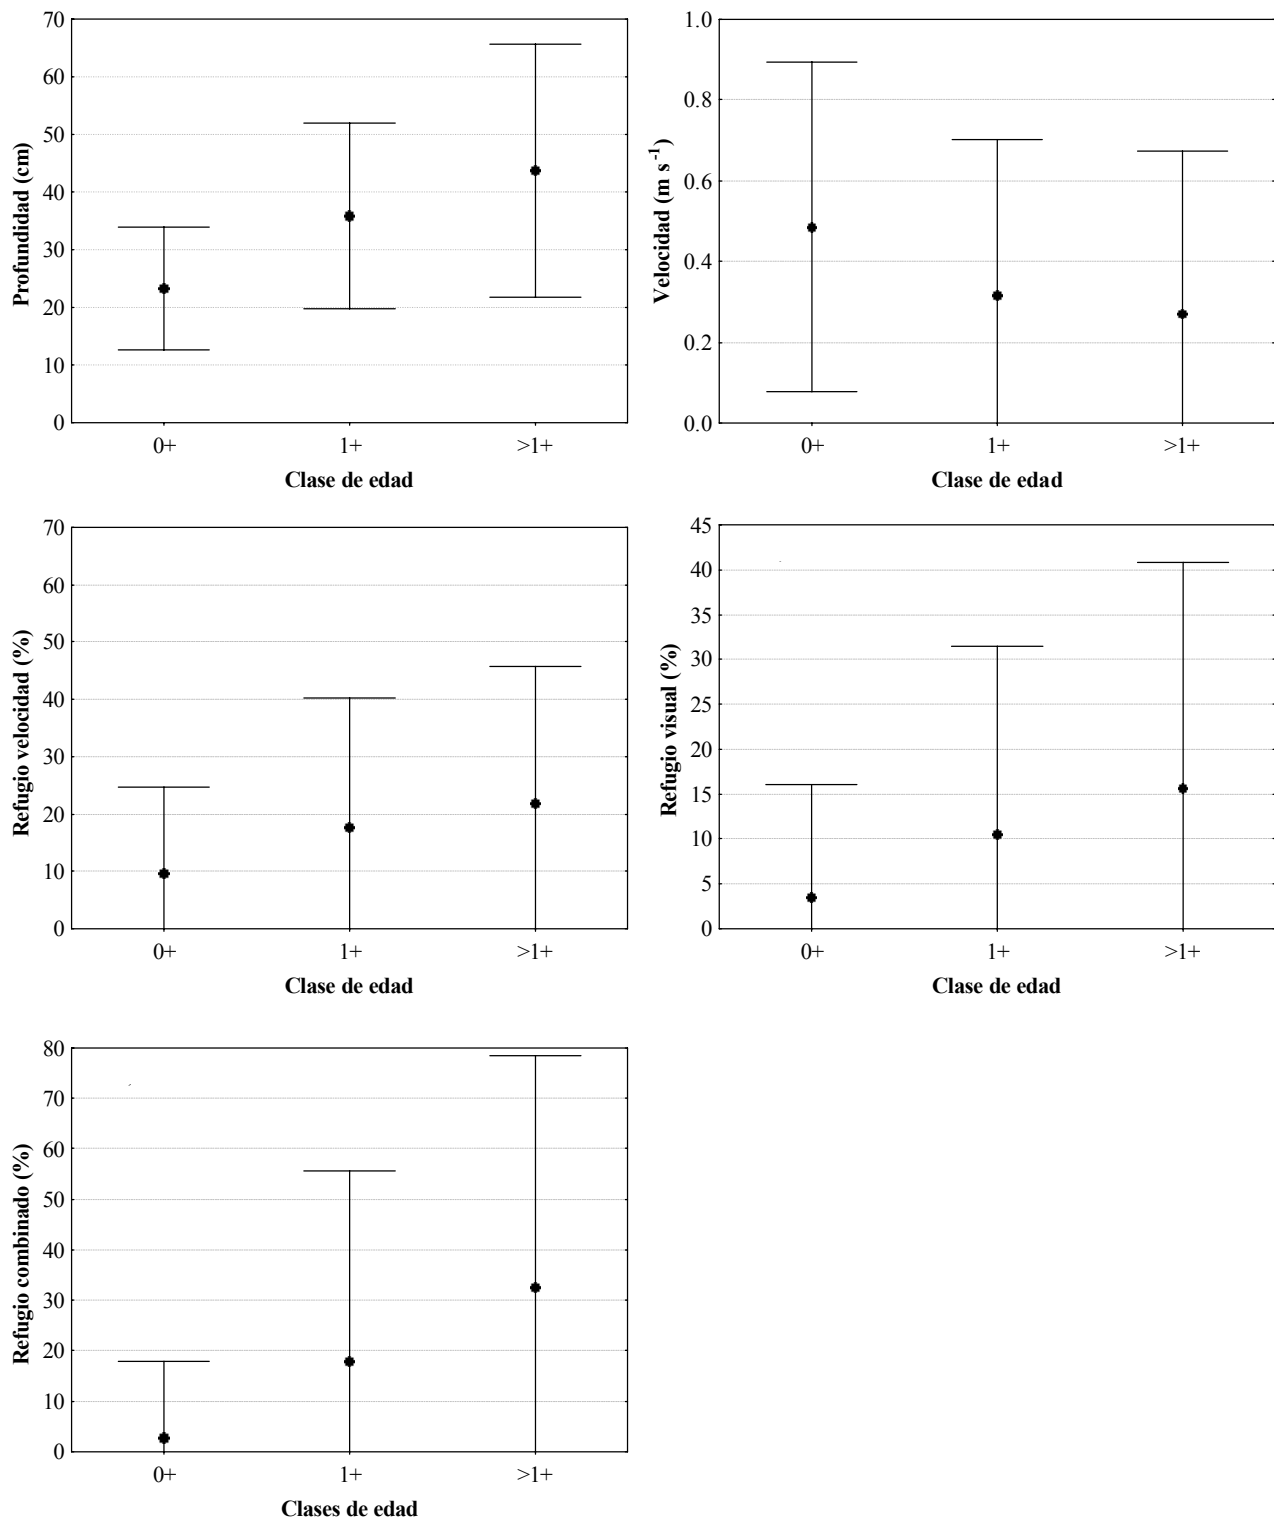 Profundidad (cm)
70
60
50
40
30
20
10
0
0+ 1+ >1+
Clase de edad
Velocidad (m s⁻¹)
1.0
0.8
0.6
0.4
0.2
0.0
0+ 1+ >1+
Clase de edad
Refugio velocidad (%)
70
60
50
40
30
20
10
0
0+ 1+ >1+
Clase de edad
Refugio visual (%)
45
40
35
30
25
20
15
10
5
0
0+ 1+ >1+
Clase de edad
Refugio combinado (%)
80
70
60
50
40
30
20
10
0
0+ 1+ >1+
Clases de edad